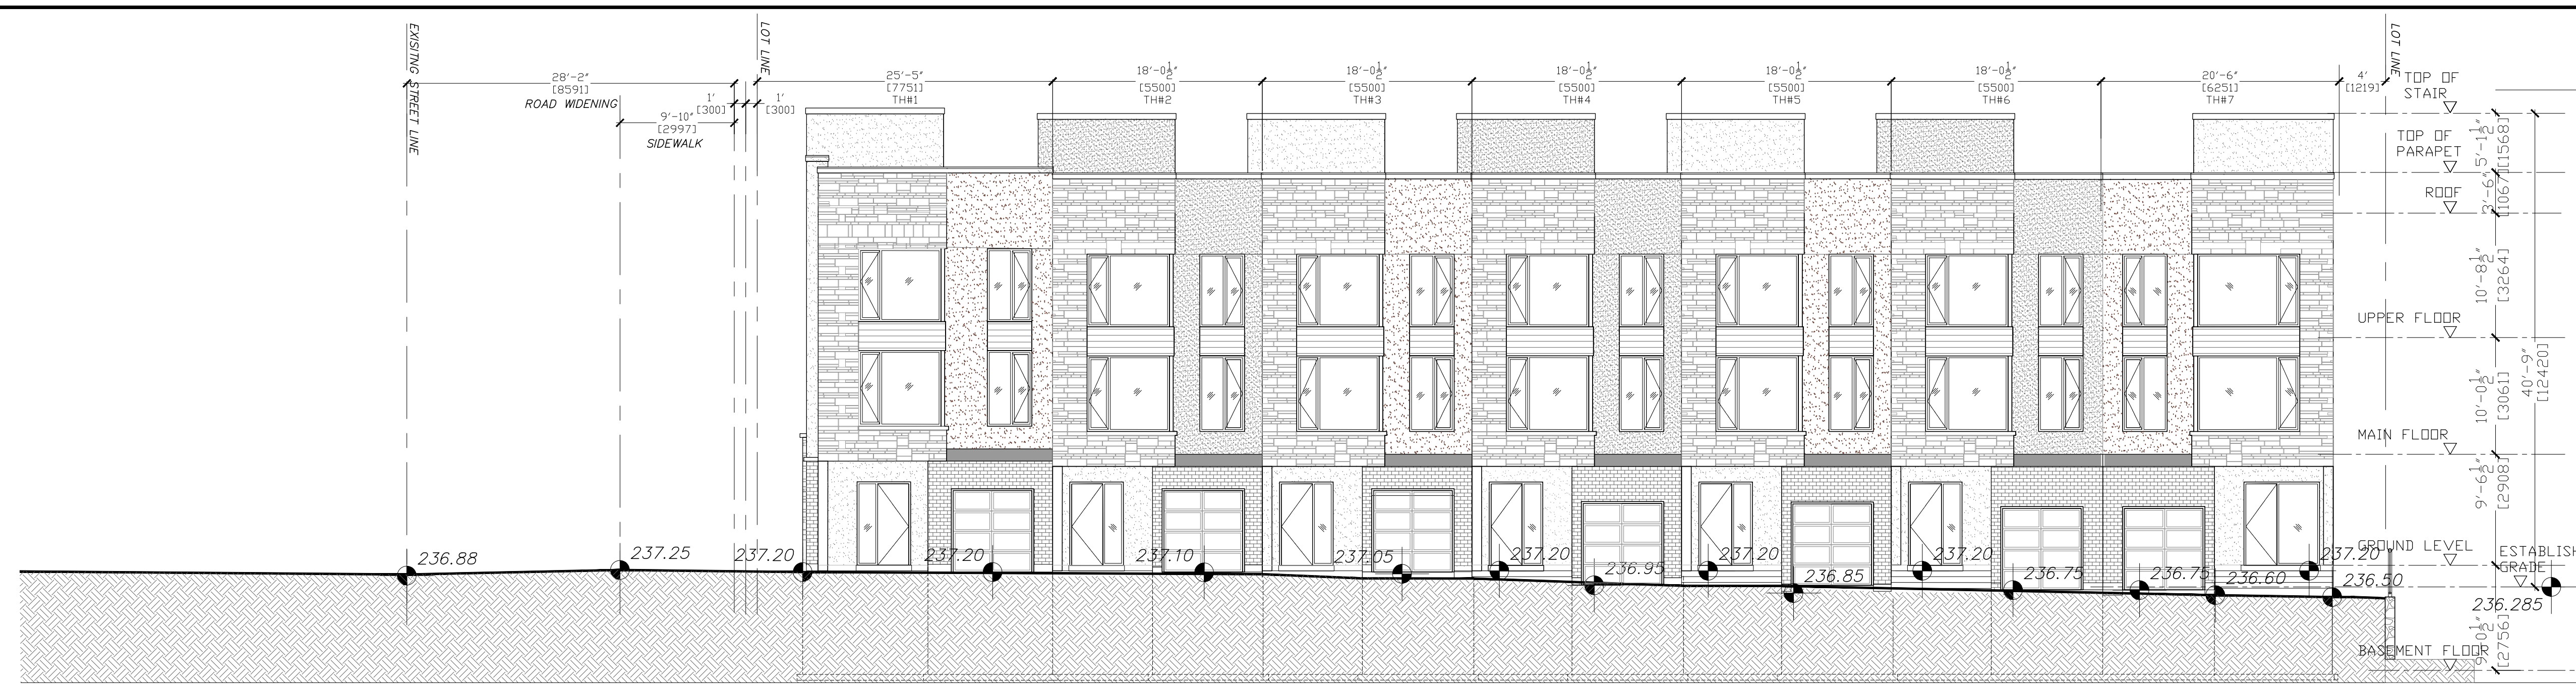 EXISITNG STREET LINE
28'-2"
[8591]
ROAD WIDENING
9'-10"
[2997]
SIDEWALK
1'
[300]
1'
[300]
LOT LINE
25'-5"
[7751]
TH#1
18'-0½"
[5500]
TH#2
18'-0½"
[5500]
TH#3
18'-0½"
[5500]
TH#4
18'-0½"
[5500]
TH#5
18'-0½"
[5500]
TH#6
20'-6"
[6251]
TH#7
4'
[1219]
LOT LINE
TOP OF
STAIR
TOP OF
PARAPET
ROOF
UPPER FLOOR
MAIN FLOOR
GROUND LEVEL
BASEMENT FLOOR
5'-1½"
[1568]
3'-6"
[1067]
10'-8½"
[3264]
10'-0½"
[3061]
9'-6½"
[2908]
9'-0½"
[2756]
40'-9"
[12420]
ESTABLISH
GRADE
236.285
236.88
237.25
237.20
237.20
237.10
237.05
237.20
236.95
237.20
236.85
237.20
236.75
236.75
236.60
237.20
236.50